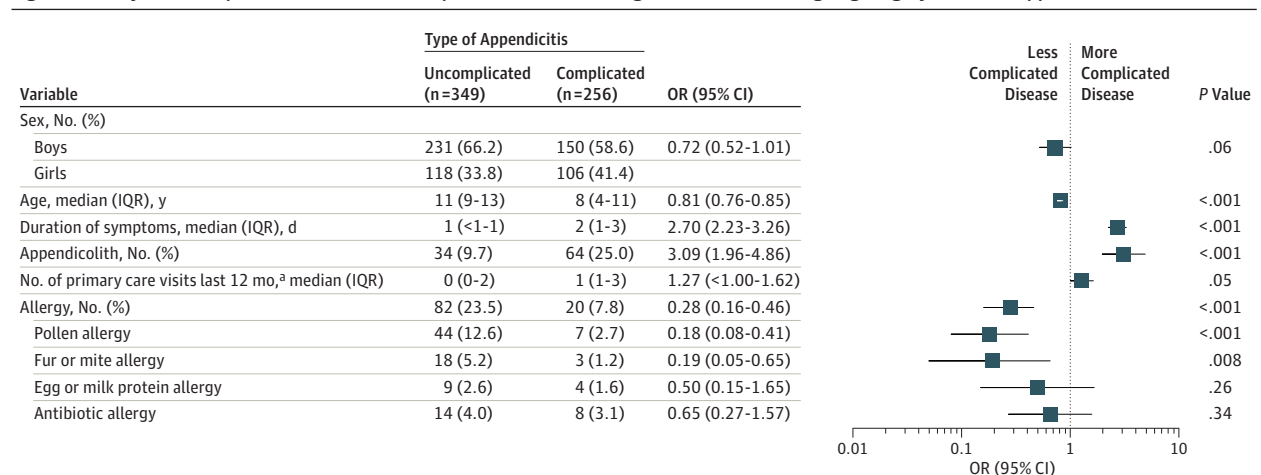 Type of Appendicitis
Variable Uncomplicated (n=349) Complicated (n=256) OR (95% CI) Less Complicated Disease More Complicated Disease P Value
Sex, No. (%)
Boys 231 (66.2) 150 (58.6) 0.72 (0.52-1.01) .06
Girls 118 (33.8) 106 (41.4)
Age, median (IQR), y 11 (9-13) 8 (4-11) 0.81 (0.76-0.85) <.001
Duration of symptoms, median (IQR), d 1 (<1-1) 2 (1-3) 2.70 (2.23-3.26) <.001
Appendicolith, No. (%) 34 (9.7) 64 (25.0) 3.09 (1.96-4.86) <.001
No. of primary care visits last 12 mo,a median (IQR) 0 (0-2) 1 (1-3) 1.27 (<1.00-1.62) .05
Allergy, No. (%) 82 (23.5) 20 (7.8) 0.28 (0.16-0.46) <.001
Pollen allergy 44 (12.6) 7 (2.7) 0.18 (0.08-0.41) <.001
Fur or mite allergy 18 (5.2) 3 (1.2) 0.19 (0.05-0.65) .008
Egg or milk protein allergy 9 (2.6) 4 (1.6) 0.50 (0.15-1.65) .26
Antibiotic allergy 14 (4.0) 8 (3.1) 0.65 (0.27-1.57) .34
0.01 0.1 1 10
OR (95% CI)